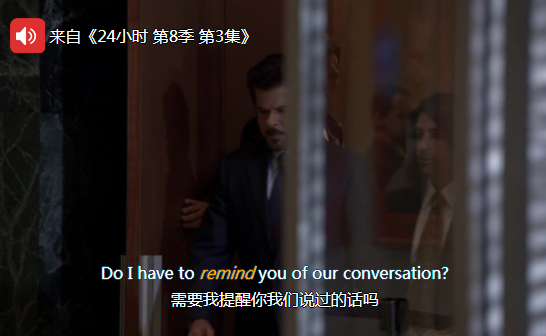 来自《24小时 第8季 第3集》
Do I have to remind you of our conversation?
需要我提醒你我们说过的话吗